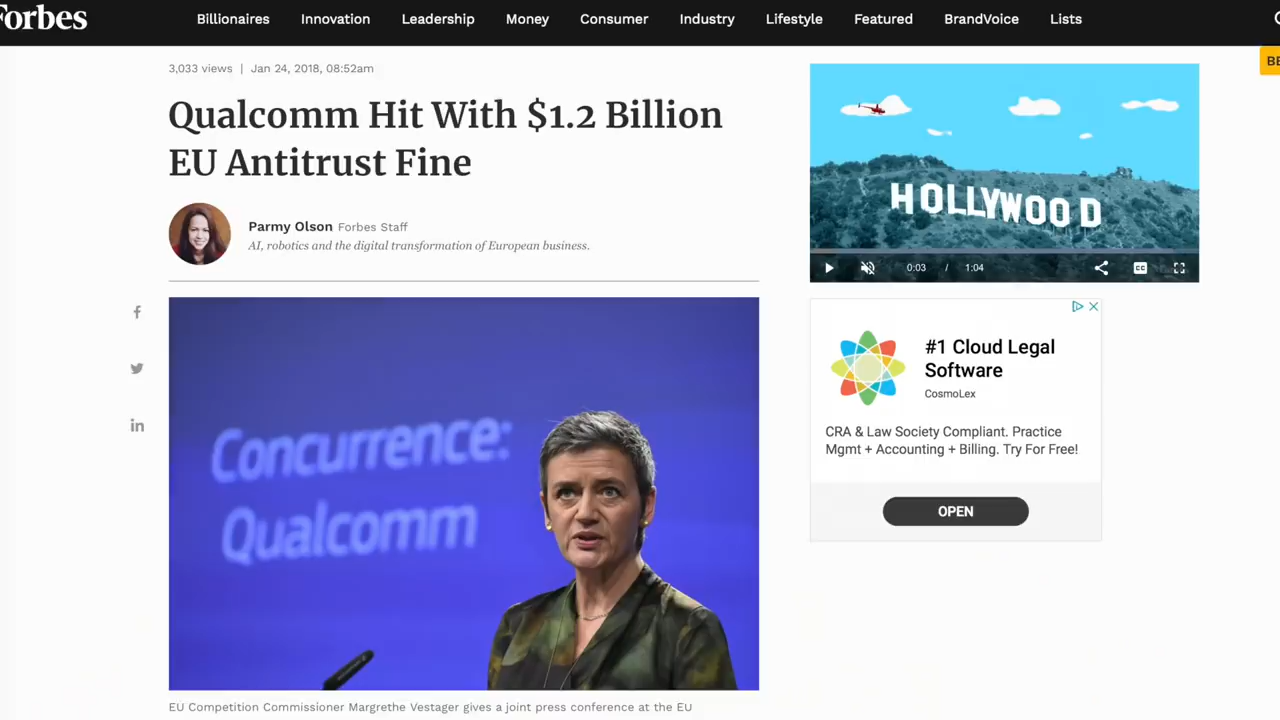 Forbes
Billionaires Innovation Leadership Money Consumer Industry Lifestyle Featured BrandVoice Lists
BE
3,033 views | Jan 24, 2018, 08:52am
Qualcomm Hit With $1.2 Billion
EU Antitrust Fine
Parmy Olson Forbes Staff
AI, robotics and the digital transformation of European business.
Concurrence:
Qualcomm
EU Competition Commissioner Margrethe Vestager gives a joint press conference at the EU
HOLLYWOOD
0:03 / 1:04
CC
#1 Cloud Legal
Software
CosmoLex
CRA & Law Society Compliant. Practice
Mgmt + Accounting + Billing. Try For Free!
OPEN